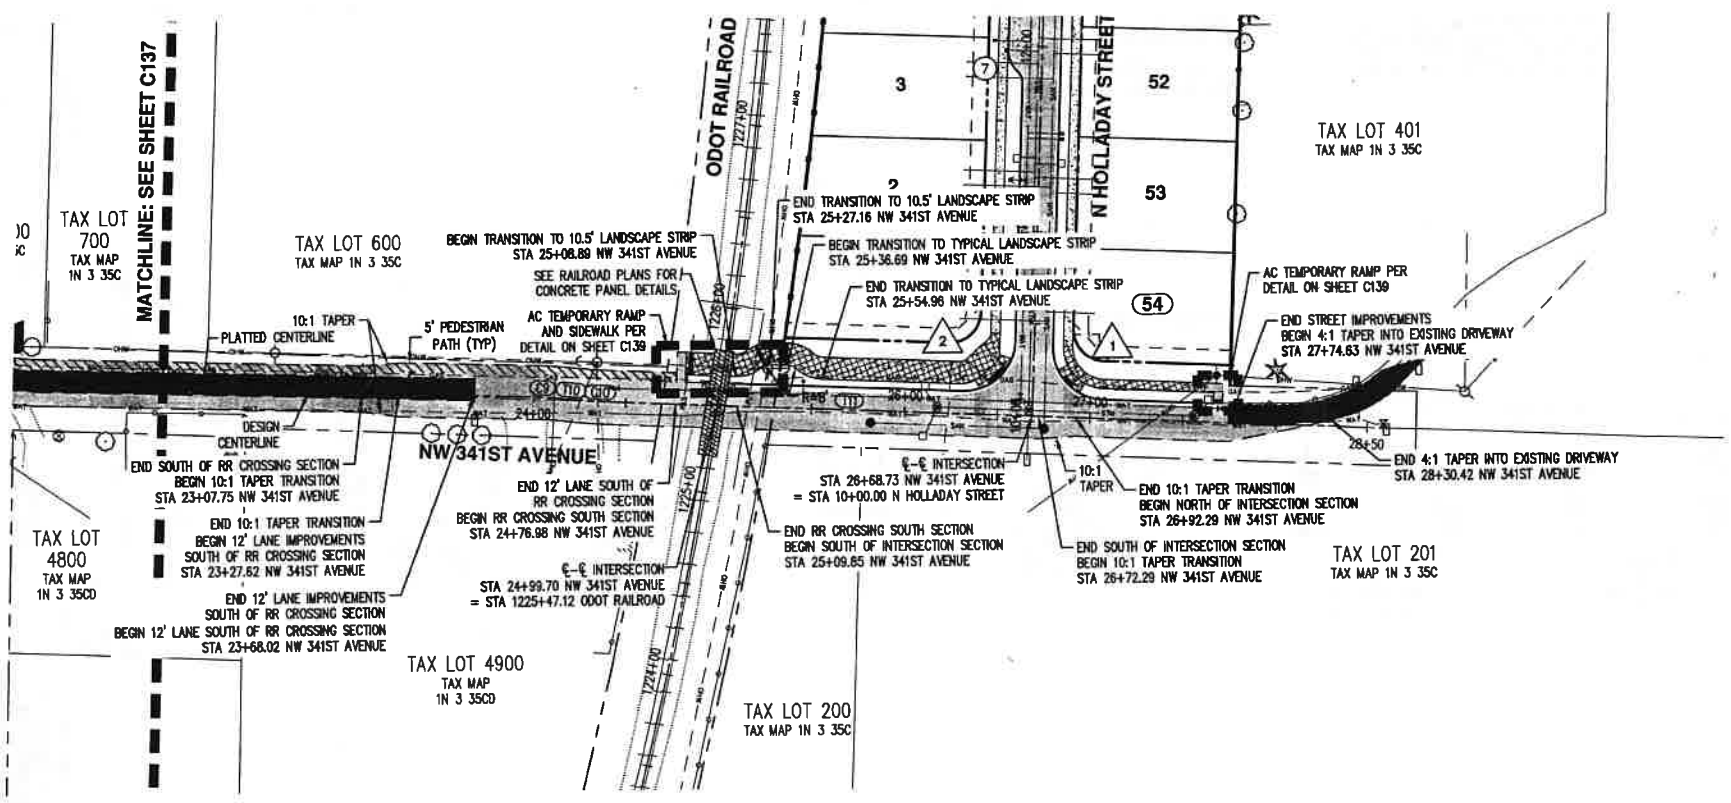 MATCHLINE: SEE SHEET C137
ODOT RAILROAD
1227+00
N HOLLADAY STREET
12+00
3
7
52
TAX LOT 401
TAX MAP 1N 3 35C
53
TAX LOT
700
TAX MAP
1N 3 35C
TAX LOT 600
TAX MAP 1N 3 35C
END TRANSITION TO 10.5' LANDSCAPE STRIP
STA 25+27.16 NW 341ST AVENUE
BEGIN TRANSITION TO 10.5' LANDSCAPE STRIP
STA 25+08.89 NW 341ST AVENUE
BEGIN TRANSITION TO TYPICAL LANDSCAPE STRIP
STA 25+36.69 NW 341ST AVENUE
SEE RAILROAD PLANS FOR
CONCRETE PANEL DETAILS
END TRANSITION TO TYPICAL LANDSCAPE STRIP
STA 25+54.96 NW 341ST AVENUE
54
AC TEMPORARY RAMP PER
DETAIL ON SHEET C139
1226+00
10:1 TAPER
PLATTED CENTERLINE
5' PEDESTRIAN
PATH (TYP)
AC TEMPORARY RAMP
AND SIDEWALK PER
DETAIL ON SHEET C139
2
1
END STREET IMPROVEMENTS
BEGIN 4:1 TAPER INTO EXISTING DRIVEWAY
STA 27+74.63 NW 341ST AVENUE
24+00
26+00
27+00
28+50
DESIGN
CENTERLINE
NW 341ST AVENUE
END SOUTH OF RR CROSSING SECTION
BEGIN 10:1 TAPER TRANSITION
STA 23+07.75 NW 341ST AVENUE
END 12' LANE SOUTH OF
RR CROSSING SECTION
BEGIN RR CROSSING SOUTH SECTION
STA 24+76.98 NW 341ST AVENUE
1225+00
℄-℄ INTERSECTION
STA 26+68.73 NW 341ST AVENUE
= STA 10+00.00 N HOLLADAY STREET
10:1
TAPER
END 10:1 TAPER TRANSITION
BEGIN NORTH OF INTERSECTION SECTION
STA 26+92.29 NW 341ST AVENUE
END 4:1 TAPER INTO EXISTING DRIVEWAY
STA 28+30.42 NW 341ST AVENUE
TAX LOT
4800
TAX MAP
1N 3 35CD
END 10:1 TAPER TRANSITION
BEGIN 12' LANE IMPROVEMENTS
SOUTH OF RR CROSSING SECTION
STA 23+27.62 NW 341ST AVENUE
END RR CROSSING SOUTH SECTION
BEGIN SOUTH OF INTERSECTION SECTION
STA 25+09.85 NW 341ST AVENUE
END SOUTH OF INTERSECTION SECTION
BEGIN 10:1 TAPER TRANSITION
STA 26+72.29 NW 341ST AVENUE
TAX LOT 201
TAX MAP 1N 3 35C
℄-℄ INTERSECTION
STA 24+99.70 NW 341ST AVENUE
= STA 1225+47.12 ODOT RAILROAD
END 12' LANE IMPROVEMENTS
SOUTH OF RR CROSSING SECTION
BEGIN 12' LANE SOUTH OF RR CROSSING SECTION
STA 23+68.02 NW 341ST AVENUE
TAX LOT 4900
TAX MAP
1N 3 35CD
1224+00
TAX LOT 200
TAX MAP 1N 3 35C